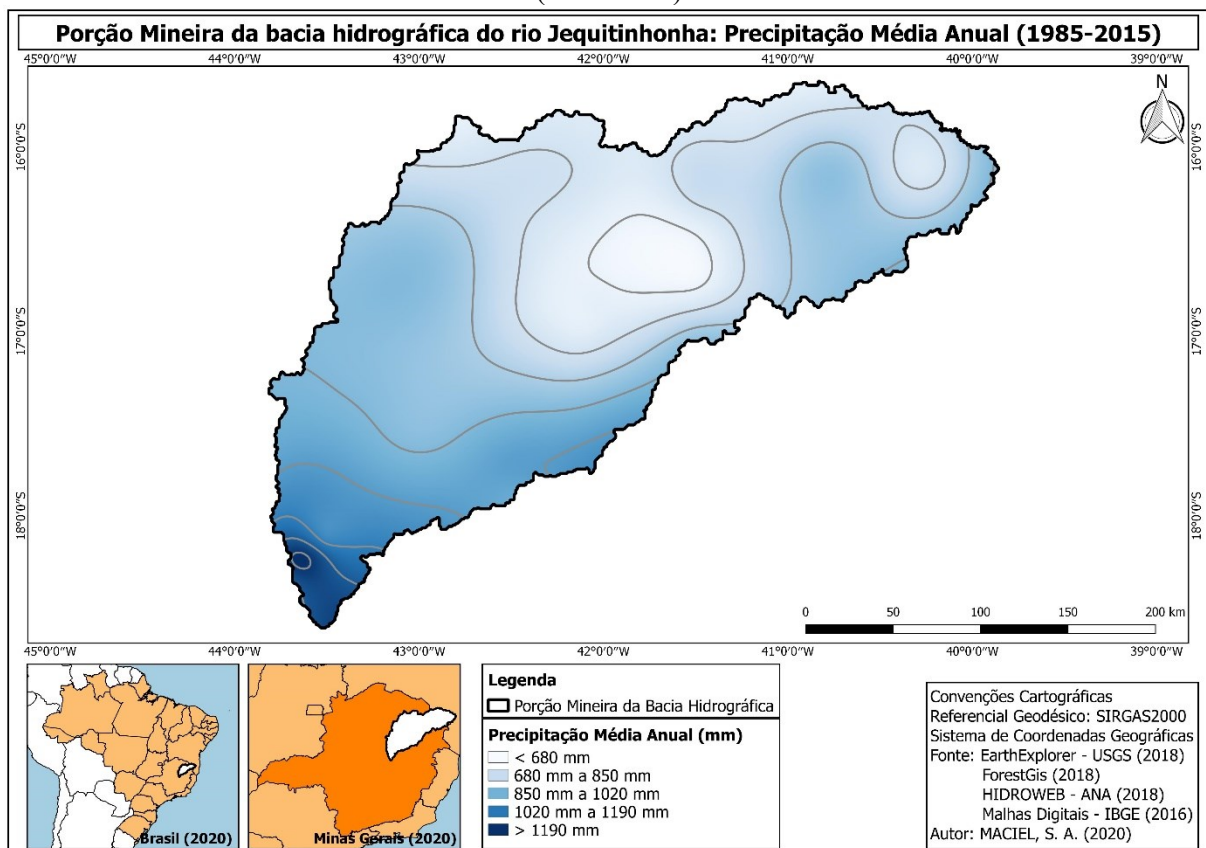 Porção Mineira da bacia hidrográfica do rio Jequitinhonha: Precipitação Média Anual (1985-2015)
45°0'0"W 44°0'0"W 43°0'0"W 42°0'0"W 41°0'0"W 40°0'0"W 39°0'0"W
N
16°0'0"S 16°0'0"S
17°0'0"S 17°0'0"S
18°0'0"S 18°0'0"S
0 50 100 150 200 km
45°0'0"W 44°0'0"W 43°0'0"W 42°0'0"W 41°0'0"W 40°0'0"W 39°0'0"W
Brasil (2020)
Minas Gerais (2020)
Legenda
Porção Mineira da Bacia Hidrográfica
Precipitação Média Anual (mm)
< 680 mm
680 mm a 850 mm
850 mm a 1020 mm
1020 mm a 1190 mm
> 1190 mm
Convenções Cartográficas
Referencial Geodésico: SIRGAS2000
Sistema de Coordenadas Geográficas
Fonte: EarthExplorer - USGS (2018)
ForestGis (2018)
HIDROWEB - ANA (2018)
Malhas Digitais - IBGE (2016)
Autor: MACIEL, S. A. (2020)